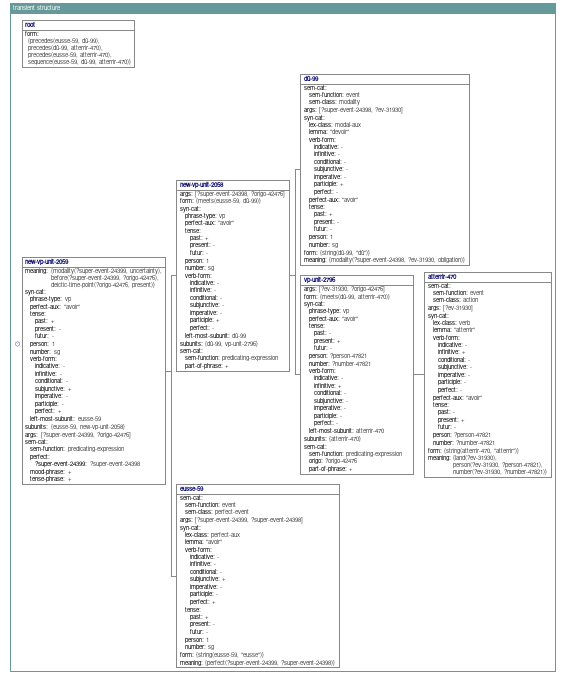 transient structure
root
form:
{precedes(eusse-59, dû-99),
precedes(dû-99, atterrir-470),
precedes(eusse-59, atterrir-470),
sequence(eusse-59, dû-99, atterrir-470)}
dû-99
sem-cat:
sem-function: event
sem-class: modality
args: [?super-event-24398, ?ev-31930]
syn-cat:
lex-class: modal-aux
lemma: "devoir"
verb-form:
indicative: -
infinitive: -
conditional: -
subjunctive: -
imperative: -
participle: +
perfect: -
perfect-aux: "avoir"
tense:
past: +
present: -
futur: -
person: 1
number: sg
form: {string(dû-99, "dû")}
meaning: {modality(?super-event-24398, ?ev-31930, obligation)}
new-vp-unit-2058
args: [?super-event-24398, ?origo-42475]
form: {meets(eusse-59, dû-99)}
syn-cat:
phrase-type: vp
perfect-aux: "avoir"
tense:
past: +
present: -
futur: -
person: 1
number: sg
verb-form:
indicative: -
infinitive: -
conditional: -
subjunctive: -
imperative: -
participle: +
perfect: -
left-most-subunit: dû-99
subunits: {dû-99, vp-unit-2796}
sem-cat:
sem-function: predicating-expression
part-of-phrase: +
new-vp-unit-2059
meaning: {modality(?super-event-24399, uncertainty),
before(?super-event-24399, ?origo-42475),
deictic-time-point(?origo-42475, present)}
syn-cat:
phrase-type: vp
perfect-aux: "avoir"
tense:
past: +
present: -
futur: -
person: 1
number: sg
verb-form:
indicative: -
infinitive: -
conditional: -
subjunctive: +
imperative: -
participle: -
perfect: +
left-most-subunit: eusse-59
subunits: {eusse-59, new-vp-unit-2058}
args: [?super-event-24399, ?origo-42475]
sem-cat:
sem-function: predicating-expression
perfect:
?super-event-24399: ?super-event-24398
mood-phrase: +
tense-phrase: +
vp-unit-2796
args: [?ev-31930, ?origo-42475]
form: {meets(dû-99, atterrir-470)}
syn-cat:
phrase-type: vp
perfect-aux: "avoir"
tense:
past: -
present: +
futur: -
person: ?person-47821
number: ?number-47821
verb-form:
indicative: -
infinitive: +
conditional: -
subjunctive: -
imperative: -
participle: -
perfect: -
left-most-subunit: atterrir-470
subunits: {atterrir-470}
sem-cat:
sem-function: predicating-expression
origo: ?origo-42475
part-of-phrase: +
atterrir-470
sem-cat:
sem-function: event
sem-class: action
args: [?ev-31930]
syn-cat:
lex-class: verb
lemma: "atterrir"
verb-form:
indicative: -
infinitive: +
conditional: -
subjunctive: -
imperative: -
participle: -
perfect: -
perfect-aux: "avoir"
tense:
past: -
present: +
futur: -
person: ?person-47821
number: ?number-47821
form: {string(atterrir-470, "atterrir")}
meaning: {land(?ev-31930),
person(?ev-31930, ?person-47821),
number(?ev-31930, ?number-47821)}
eusse-59
sem-cat:
sem-function: event
sem-class: perfect-event
args: [?super-event-24399, ?super-event-24398]
syn-cat:
lex-class: perfect-aux
lemma: "avoir"
verb-form:
indicative: -
infinitive: -
conditional: -
subjunctive: +
imperative: -
participle: -
perfect: +
tense:
past: +
present: -
futur: -
person: 1
number: sg
form: {string(eusse-59, "eusse")}
meaning: {perfect(?super-event-24399, ?super-event-24398)}